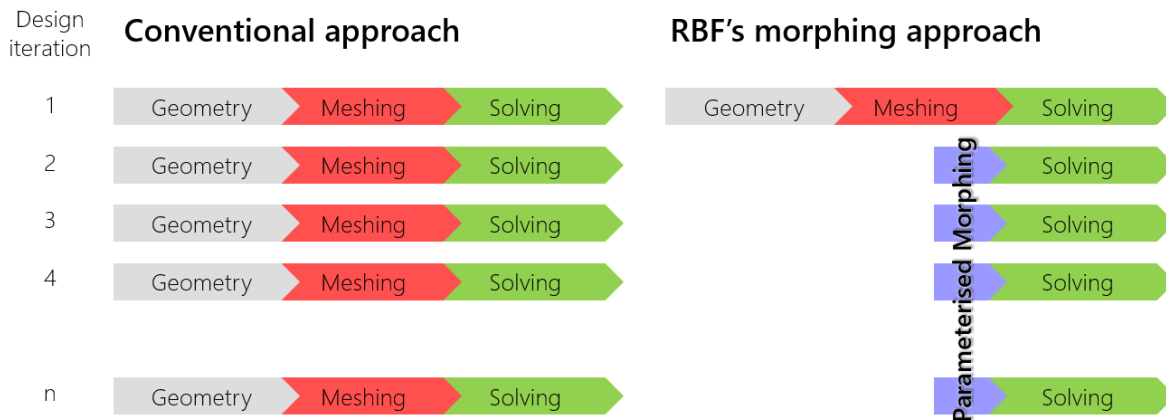 Design
iteration
Conventional approach
RBF's morphing approach
1
Geometry
Meshing
Solving
Geometry
Meshing
Solving
2
Geometry
Meshing
Solving
Solving
3
Geometry
Meshing
Solving
Solving
4
Geometry
Meshing
Solving
Solving
n
Geometry
Meshing
Solving
Solving
Parameterised Morphing